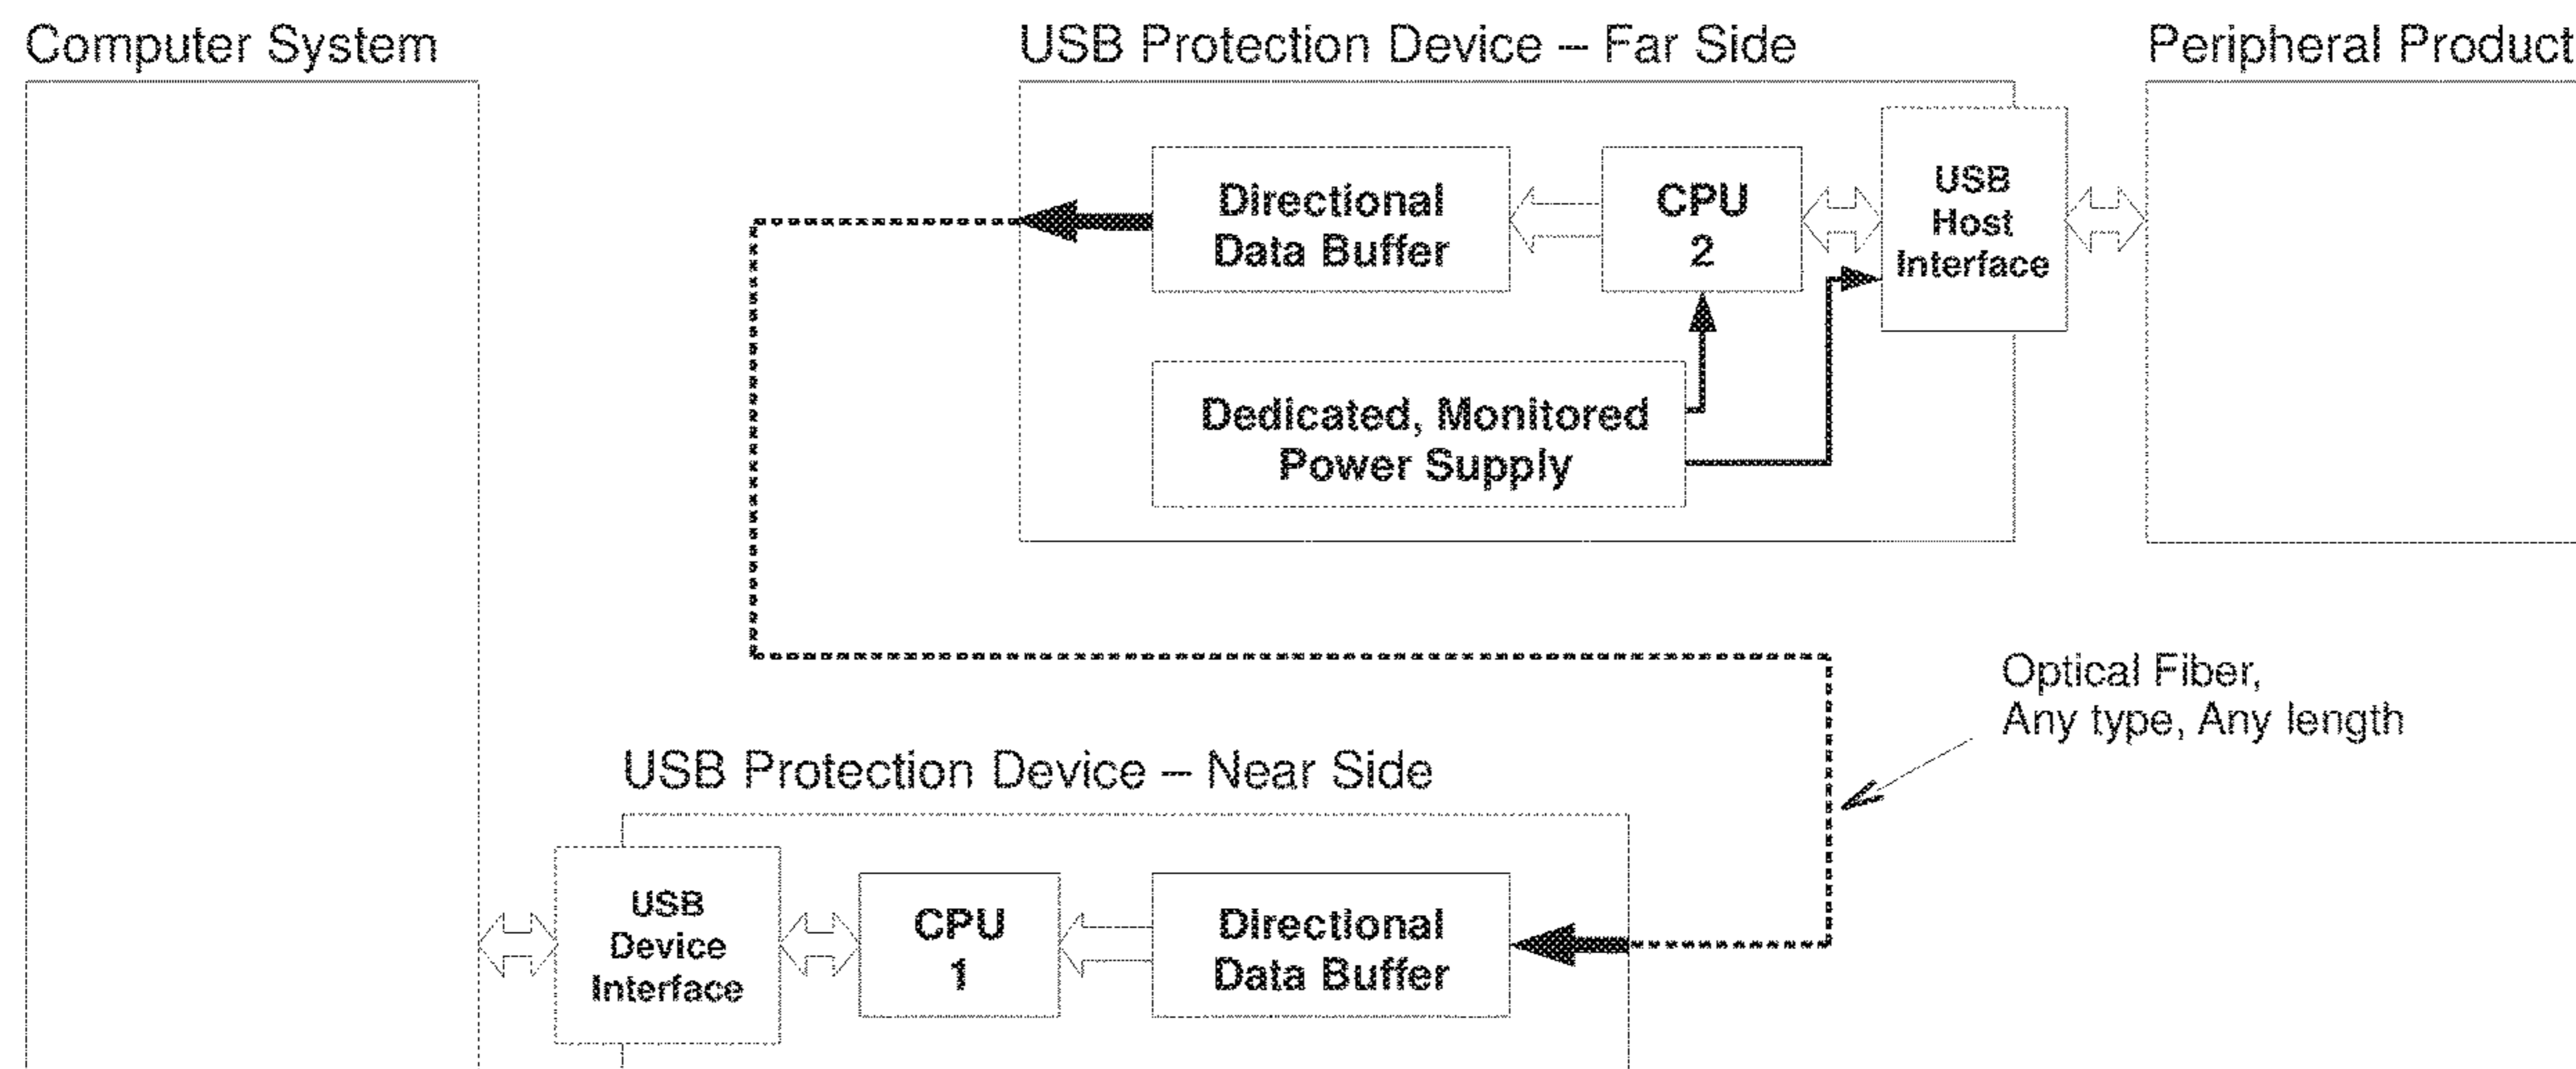 Computer System
USB Protection Device – Far Side
Peripheral Product
Directional
Data Buffer
CPU
2
USB
Host
Interface
Dedicated, Monitored
Power Supply
Optical Fiber,
Any type, Any length
USB Protection Device – Near Side
USB
Device
Interface
CPU
1
Directional
Data Buffer